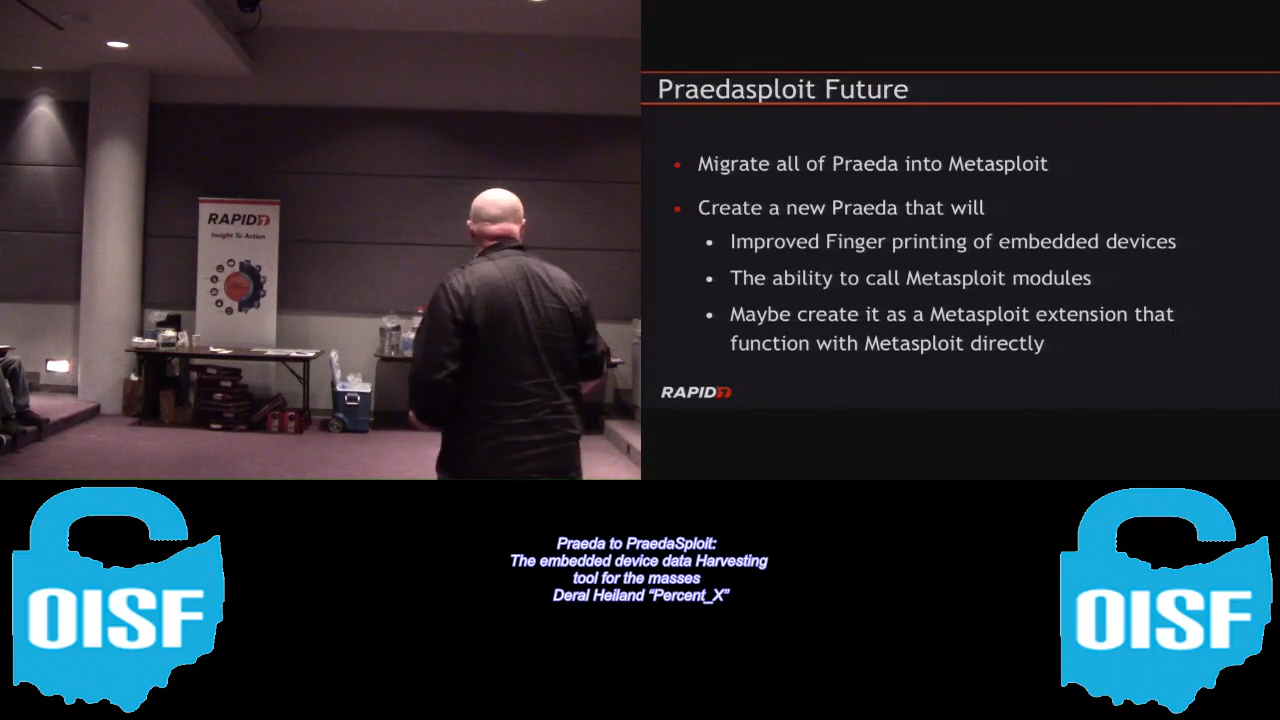 RAPID7
Insight To Action
Praedasploit Future
• Migrate all of Praeda into Metasploit
• Create a new Praeda that will
• Improved Finger printing of embedded devices
• The ability to call Metasploit modules
• Maybe create it as a Metasploit extension that
function with Metasploit directly
RAPID7
Praeda to PraedaSploit:
The embedded device data Harvesting
tool for the masses
Deral Heiland “Percent_X”
OISF
OISF